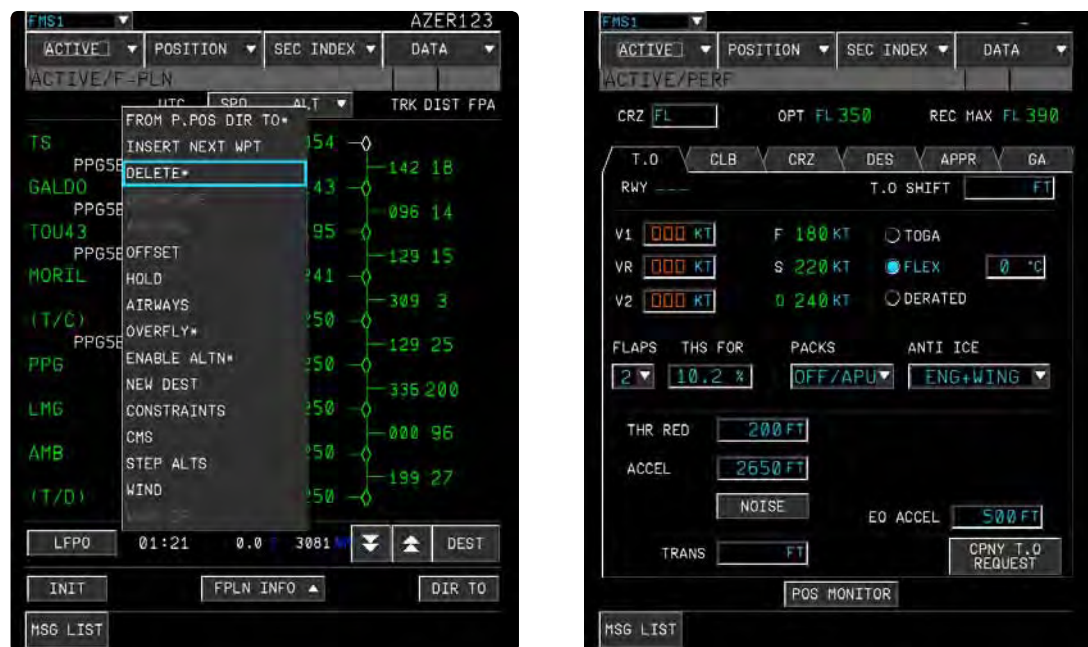 FMS1 AZER123
ACTIVE POSITION SEC INDEX DATA
ACTIVE/F-PLN
UTC SPD ALT TRK DIST FPA
FROM P.POS DIR TO*
INSERT NEXT WPT
DELETE*
OFFSET
HOLD
AIRWAYS
OVERFLY*
ENABLE ALTN*
NEW DEST
CONSTRAINTS
CMS
STEP ALTS
WIND
TS 154
PPG5E 142 18
GALDO 43
PPG5E 096 14
TOU43 95
PPG5E 129 15
MORIL 241
309 3
(T/C) 250
PPG5E 129 25
PPG 250
336 200
LMG 250
000 96
AMB 250
199 27
(T/D) 250
LFPO 01:21 0.0 T 3081 NM DEST
INIT FPLN INFO DIR TO
MSG LIST
FMS1
ACTIVE POSITION SEC INDEX DATA
ACTIVE/PERF
CRZ FL OPT FL 350 REC MAX FL 390
T.O CLB CRZ DES APPR GA
RWY ___ T.O SHIFT FT
V1 000 KT F 180 KT TOGA
VR 000 KT S 220 KT FLEX 0 °C
V2 000 KT O 240 KT DERATED
FLAPS THS FOR PACKS ANTI ICE
2 10.2 % OFF/APU ENG+WING
THR RED 200 FT
ACCEL 2650 FT
NOISE
EO ACCEL 500 FT
TRANS FT
CPNY T.O
REQUEST
POS MONITOR
MSG LIST